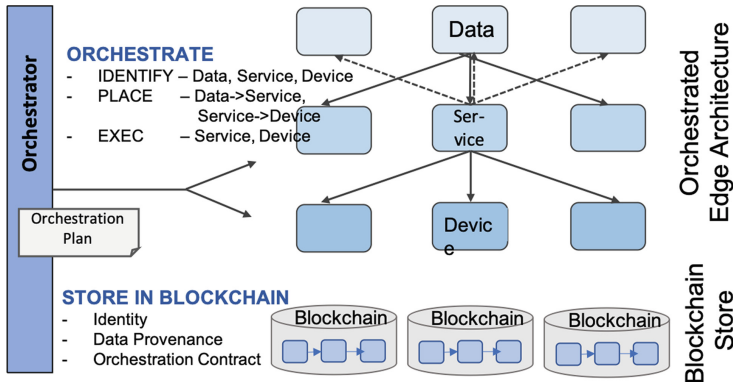 Orchestrator
ORCHESTRATE
- IDENTIFY – Data, Service, Device
- PLACE – Data->Service,
Service->Device
- EXEC – Service, Device
Orchestration
Plan
Data
Ser-
vice
Devic
e
Orchestrated
Edge Architecture
STORE IN BLOCKCHAIN
- Identity
- Data Provenance
- Orchestration Contract
Blockchain
Blockchain
Blockchain
Blockchain
Store